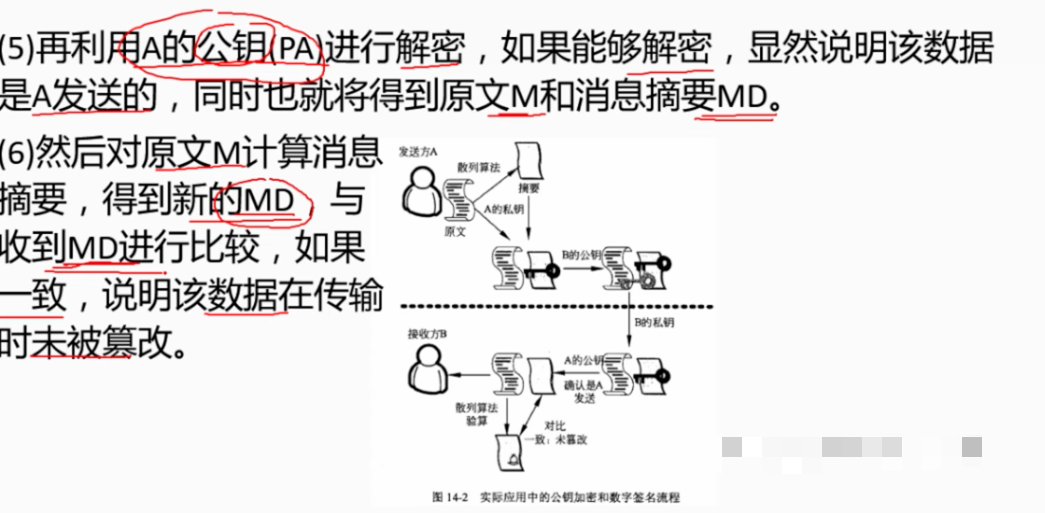 (5)再利用A的公钥(PA)进行解密，如果能够解密，显然说明该数据
是A发送的，同时也就将得到原文M和消息摘要MD。
(6)然后对原文M计算消息
摘要，得到新的MD，与
收到MD进行比较，如果
一致，说明该数据在传输
时未被篡改。
发送方A
散列算法
摘要
A的私钥
原文
B的公钥
B的私钥
接收方B
A的公钥
确认是A
发送
散列算法
验算
对比
一致：未篡改
图 14-2 实际应用中的公钥加密和数字签名流程